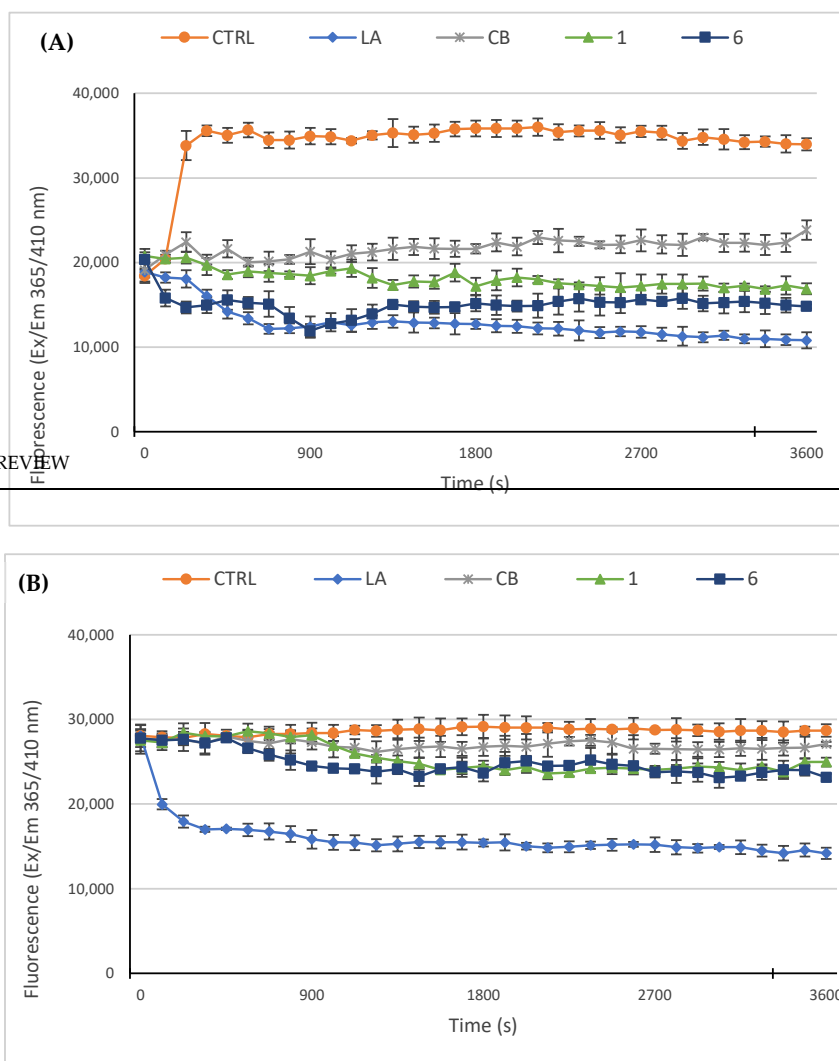 (A)
CTRL LA CB 1 6
40,000
30,000
20,000
10,000
0
Fluorescence (Ex/Em 365/410 nm)
0 900 1800 2700 3600
REVIEW
Time (s)
(B)
CTRL LA CB 1 6
40,000
30,000
20,000
10,000
0
Fluorescence (Ex/Em 365/410 nm)
0 900 1800 2700 3600
Time (s)